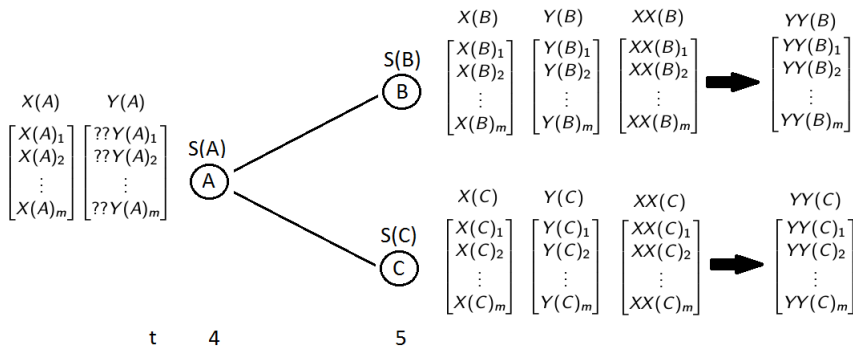 X(B) Y(B) XX(B) YY(B)
X(B)₁ Y(B)₁ XX(B)₁ YY(B)₁
X(B)₂ Y(B)₂ XX(B)₂ YY(B)₂
⋮ ⋮ ⋮ ⋮
X(B)ₘ Y(B)ₘ XX(B)ₘ YY(B)ₘ
S(B)
B
X(A) Y(A)
X(A)₁ ??Y(A)₁
X(A)₂ ??Y(A)₂
⋮ ⋮
X(A)ₘ ??Y(A)ₘ
S(A)
A
X(C) Y(C) XX(C) YY(C)
X(C)₁ Y(C)₁ XX(C)₁ YY(C)₁
X(C)₂ Y(C)₂ XX(C)₂ YY(C)₂
⋮ ⋮ ⋮ ⋮
X(C)ₘ Y(C)ₘ XX(C)ₘ YY(C)ₘ
S(C)
C
t 4 5